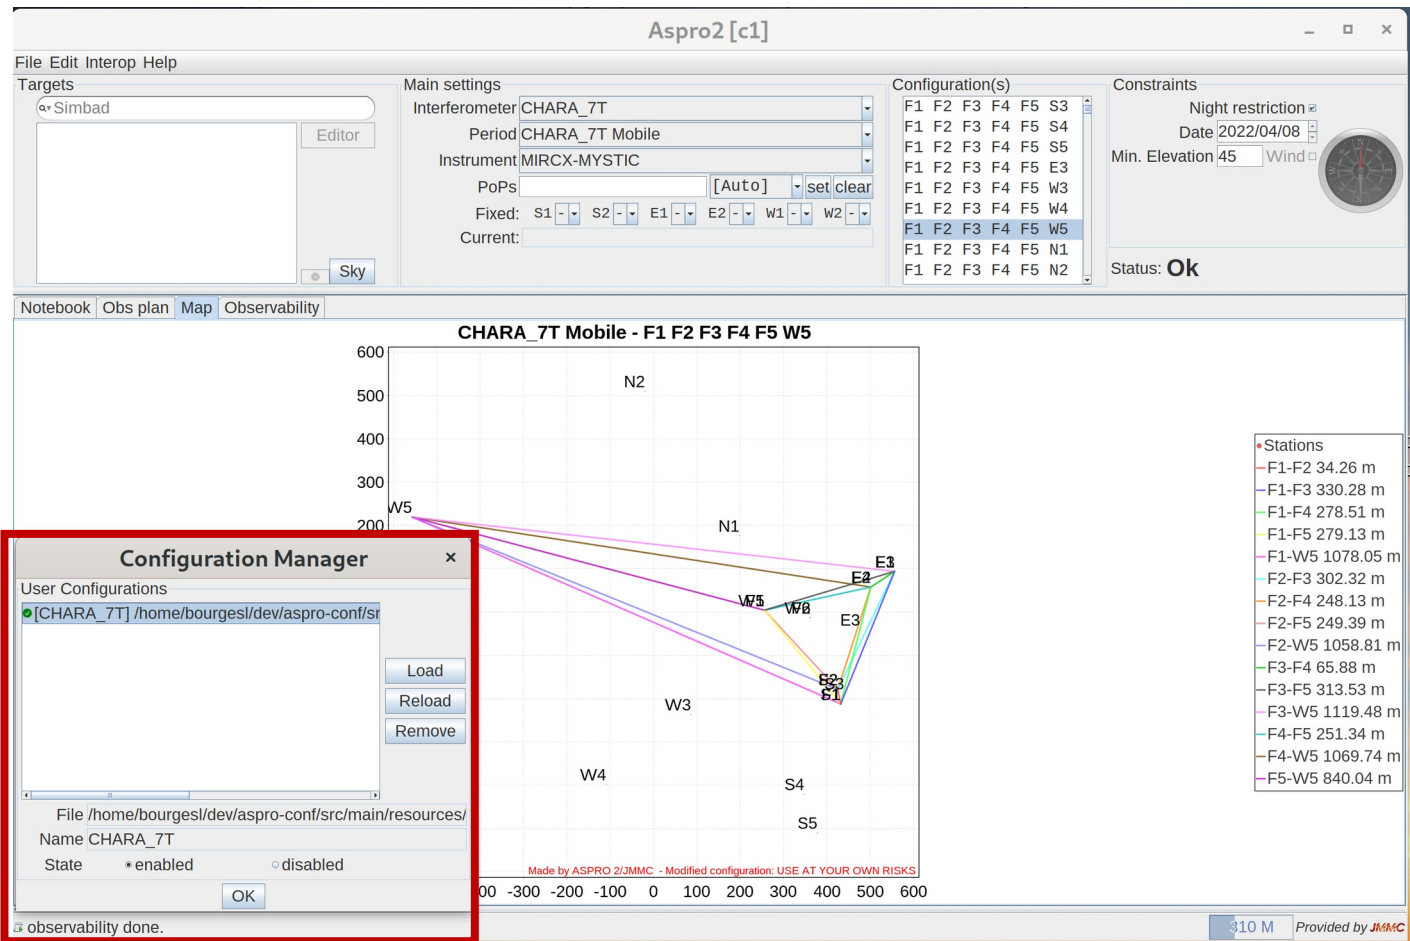 Aspro2 [c1]
File Edit Interop Help
Targets
Simbad
Editor
Sky
Main settings
Interferometer CHARA_7T
Period CHARA_7T Mobile
Instrument MIRCX-MYSTIC
PoPs [Auto] set clear
Fixed: S1 - S2 - E1 - E2 - W1 - W2 -
Current:
Configuration(s)
F1 F2 F3 F4 F5 S3
F1 F2 F3 F4 F5 S4
F1 F2 F3 F4 F5 S5
F1 F2 F3 F4 F5 E3
F1 F2 F3 F4 F5 W3
F1 F2 F3 F4 F5 W4
F1 F2 F3 F4 F5 W5
F1 F2 F3 F4 F5 N1
F1 F2 F3 F4 F5 N2
Constraints
Night restriction
Date 2022/04/08
Min. Elevation 45 Wind
Status: Ok
Notebook Obs plan Map Observability
CHARA_7T Mobile - F1 F2 F3 F4 F5 W5
600
500
400
300
200
N2
W5
N1
E3
W3
W4
S4
S5
S3
Made by ASPRO 2/JMMC - Modified configuration: USE AT YOUR OWN RISKS
00 -300 -200 -100 0 100 200 300 400 500 600
Stations
F1-F2 34.26 m
F1-F3 330.28 m
F1-F4 278.51 m
F1-F5 279.13 m
F1-W5 1078.05 m
F2-F3 302.32 m
F2-F4 248.13 m
F2-F5 249.39 m
F2-W5 1058.81 m
F3-F4 65.88 m
F3-F5 313.53 m
F3-W5 1119.48 m
F4-F5 251.34 m
F4-W5 1069.74 m
F5-W5 840.04 m
Configuration Manager
User Configurations
[CHARA_7T] /home/bourgesl/dev/aspro-conf/sr
Load
Reload
Remove
File /home/bourgesl/dev/aspro-conf/src/main/resources/
Name CHARA_7T
State enabled disabled
OK
observability done.
310 M
Provided by JMMC